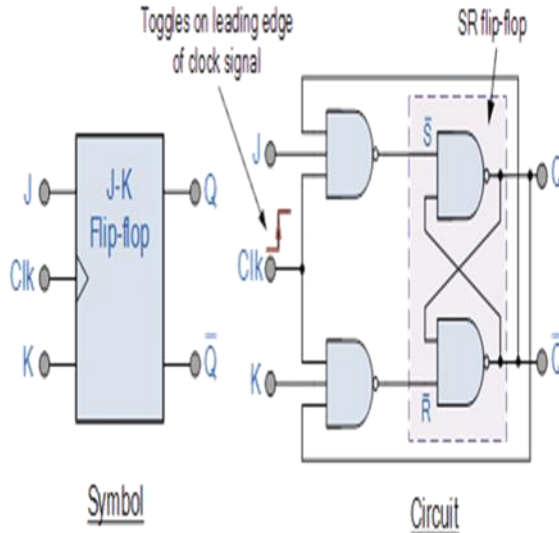 Toggles on leading edge
of clock signal
SR flip-flop
J
J-K
Flip-flop
Q
Clk
K
Q̅
Symbol
J
S̅
Q
Clk
K
R̅
Q̅
Circuit